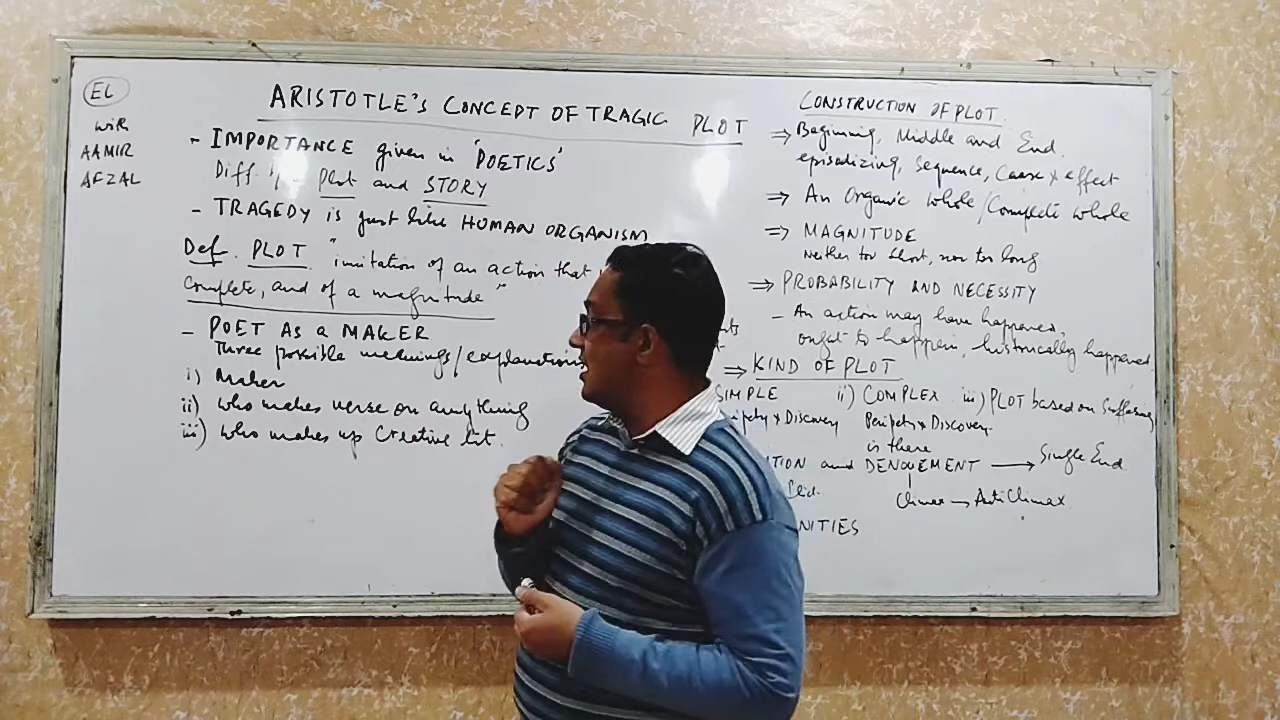 EL
WITH
AAMIR
AFZAL
ARISTOTLE'S CONCEPT OF TRAGIC PLOT
- IMPORTANCE given in 'POETICS'
Diff b/w Plot and STORY
- TRAGEDY is just like HUMAN ORGANISM
Def. PLOT "imitation of an action that
Complete, and of a magnitude"
- POET AS A MAKER
Three possible meanings/explanations
i) Maker
ii) who makes verse on anything
iii) who makes up Creative lit.
CONSTRUCTION OF PLOT
⇒ Beginning, Middle and End.
episodizing, Sequence, Cause & effect
⇒ An Organic whole/Complete whole
⇒ MAGNITUDE
Neither too short, nor too long
⇒ PROBABILITY AND NECESSITY
- An action may have happened,
ought to happen, historically happened
⇒ KIND OF PLOT
SIMPLE ii) COMPLEX iii) PLOT based on Suffering
& Discovery Peripety & Discovery
is there
and DENOUEMENT → Single End
Climax → AntiClimax
NITIES